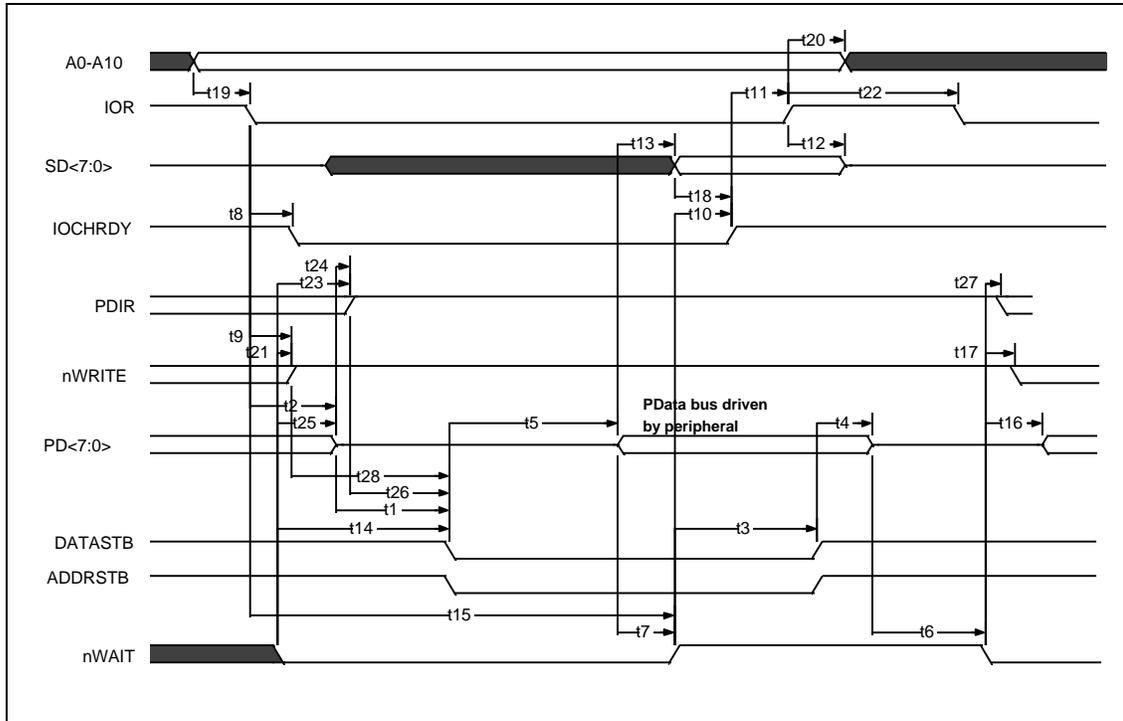 t20
A0-A10
t19
t11
t22
IOR
t13
t12
SD<7:0>
t18
t8
t10
IOCHRDY
t24
t23
t27
PDIR
t9
t21
t17
nWRITE
t2
PData bus driven
by peripheral
t25
t5
t4
t16
PD<7:0>
t28
t26
t1
t14
t3
DATASTB
ADDRSTB
t15
t7
t6
nWAIT